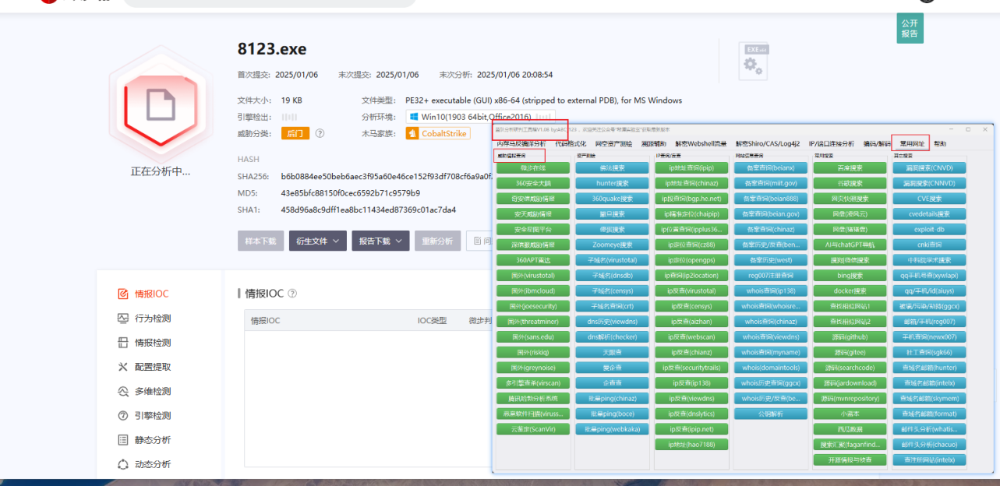 公开
报告
8123.exe
首次提交: 2025/01/06 末次提交: 2025/01/06 末次分析: 2025/01/06 20:08:54
文件大小: 19 KB 文件类型: PE32+ executable (GUI) x86-64 (stripped to external PDB), for MS Windows
引擎检出: 分析环境: Win10(1903 64bit,Office2016)
威胁分类: 后门 木马家族: CobaltStrike
EXE
正在分析中...
HASH
SHA256: b6b0884ee50beb6aec3f95a60e46ce152f93df708cf6a9a0f
MD5: 43e85bfc88150f0cec6592b71c9579b9
SHA1: 458d96a8c9dff1ea8bc11434ed87369c01ac7da4
样本下载 衍生文件 报告下载 重新分析 问
情报IOC
行为检测
情报检测
配置提取
多维检测
引擎检测
静态分析
动态分析
情报IOC
情报IOC IOC类型 微步判
蓝队分析研判工具箱V1.06 byABC_123
内存马反编译分析 代码格式化 网空资产测绘 溯源辅助 解密Webshell流量 解密Shiro/CAS/Log4j2 IP/端口连接分析 编码/解码 常用网址 帮助
威胁情报查询 资产测绘 IP查询/反查 网站信息查询 常用搜索 其它搜索
微步在线 佛法搜索 ip地址查询(ipip) 备案查询(beianx) 百度搜索 漏洞搜索(CNVD)
360安全大脑 hunter搜索 ip地址查询(chinaz) 备案查询(miit.gov) 谷歌搜索 漏洞搜索(CNNVD)
奇安信威胁情报 360quake搜索 ip段查询(bgp.he.net) 备案查询(beian888) 网页快照搜索 CVE搜索
安天威胁情报 零零搜索 ip精准定位(chaipip) 备案查询(beian.gov) 网盘(凌风云) cvedetails搜索
安全星图平台 微步搜索 ip位置查询(ipplus36... 备案查询(chinaz) 网盘(猪猪盘) exploit-db
深信服威胁情报 Zoomeye搜索 ip定位查询(cz88) 备案历史/反查(ben... AI与chatGPT导航 cnki查询
360APT雷达 子域名(virustotal) ip定位(opengps) 备案历史(west) 搜狗微信搜索 中科院学术搜索
国外(virustotal) 子域名(dnsdb) ip查询(ip2location) reg007注册查询 bing搜索 qq手机号查(xywlapi)
国外(ibmcloud) 子域名(censys) ip反查(virustotal) whois查询(ip138) docker搜索 qq/手机/id(aiuys)
国外(joesecurity) 子域名查询(crt) ip反查(censys) whois查询(whoisre... 查找相似网站1 被骗/污染/劫持(ggcx)
国外(threatminer) dns历史(viewdns) ip反查(aizhan) whois查询(chinaz) 查找相似网站2 邮箱/手机(reg007)
国外(sans.edu) dns解析(checker) ip反查(webscan) whois查询(viewdns) 源码(github) 手机查询(newx007)
国外(riskiq) 天眼查 ip反查(chianz) whois查询(myname) 源码(gitee) 社工查询(sgk66)
国外(greynoise) 爱企查 ip反查(securitytrails) whois(domaintools) 源码(searchcode) 查域名邮箱(hunter)
多引擎查杀(virscan) 企查查 ip反查(ip138) whois历史查询(ggcx) 源码(jardownload) 查域名邮箱(intelx)
腾讯哈勃分析系统 批量ping(chinaz) ip反查(viewdns) whois历史/反查(be... 源码(mvnrepository) 查域名邮箱(skymem)
恶意软件扫描(viruss... 批量ping(boce) ip反查(dnslytics) 公钥解析 小蓝本 查域名邮箱(format)
云鉴定(ScanVir) 批量ping(webkaka) ip反查(ipip.net) 西瓜数据 邮件头分析(whatis...
ip地址(hao7188) 搜索汇聚(faganfind... 邮件头分析(chacuo)
开源情报与侦查 查注册网站(intelx)